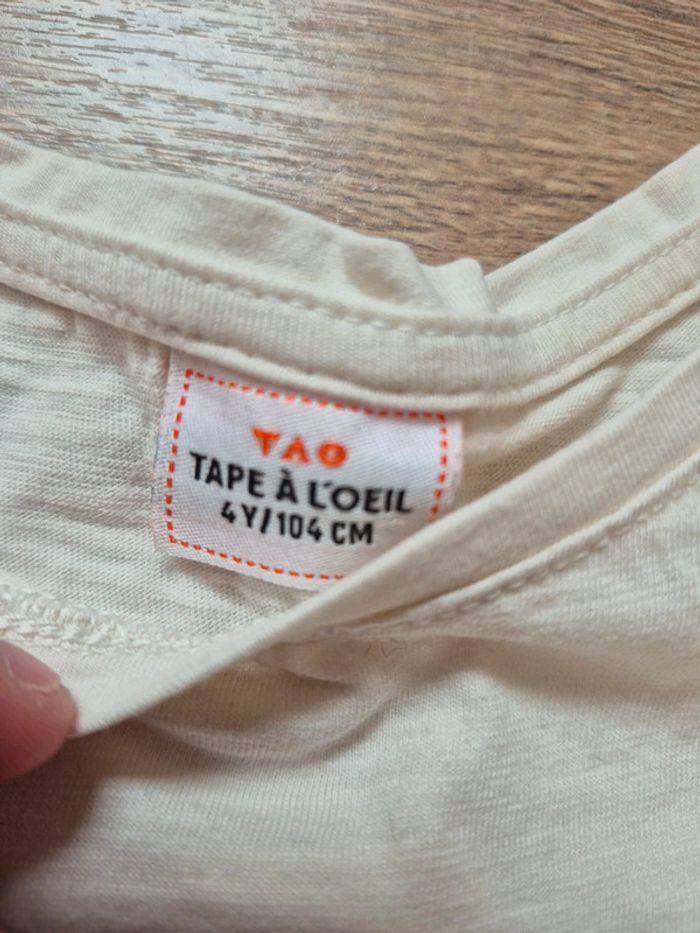 TAO
TAPE À L'OEIL
4Y/104 CM